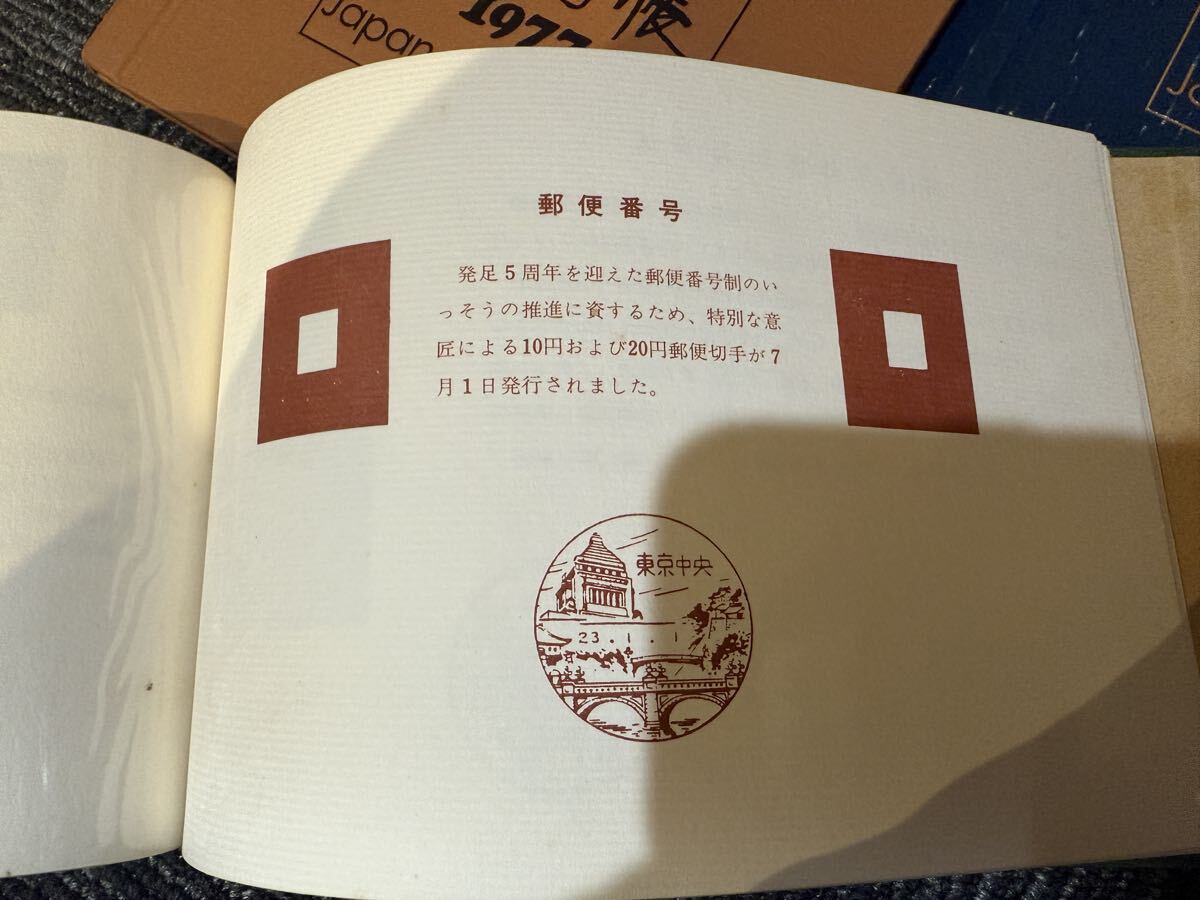 Japan
1977
帳
郵便番号
発足5周年を迎えた郵便番号制のい
っそうの推進に資するため、特別な意
匠による10円および20円郵便切手が7
月1日発行されました。
東京中央
23.1.1